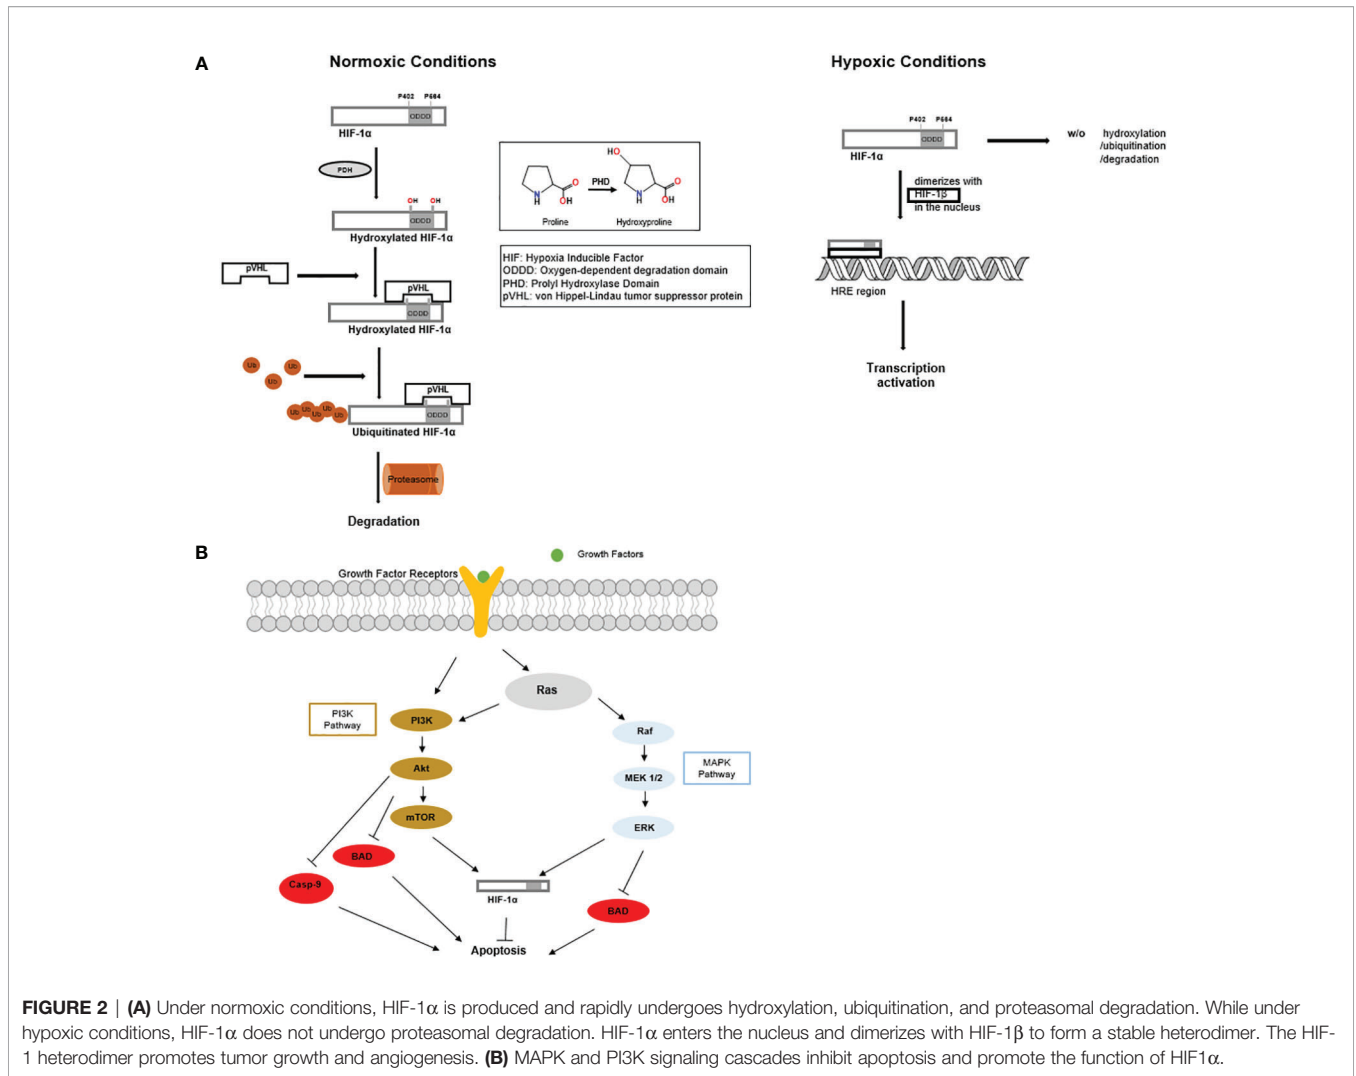 A
Normoxic Conditions
P402 P564
ODDD
HIF-1α
PDH
OH OH
ODDD
Hydroxylated HIF-1α
pVHL
pVHL
ODDD
Hydroxylated HIF-1α
Ub
Ub
Ub
pVHL
Ub
Ub
Ub
Ub
Ub
ODDD
Ubiquitinated HIF-1α
Proteasome
Degradation
N
H
O
OH
Proline
PHD
HO
N
H
O
OH
Hydroxyproline
HIF: Hypoxia Inducible Factor
ODDD: Oxygen-dependent degradation domain
PHD: Prolyl Hydroxylase Domain
pVHL: von Hippel-Lindau tumor suppressor protein
Hypoxic Conditions
P402 P564
ODDD
HIF-1α
w/o hydroxylation
/ubiquitination
/degradation
dimerizes with
HIF-1β
in the nucleus
HRE region
Transcription
activation
B
Growth Factors
Growth Factor Receptors
Ras
PI3K
Pathway
PI3K
Raf
Akt
MEK 1/2
MAPK
Pathway
mTOR
ERK
BAD
Casp-9
HIF-1α
BAD
Apoptosis
FIGURE 2 | (A) Under normoxic conditions, HIF-1α is produced and rapidly undergoes hydroxylation, ubiquitination, and proteasomal degradation. While under
hypoxic conditions, HIF-1α does not undergo proteasomal degradation. HIF-1α enters the nucleus and dimerizes with HIF-1β to form a stable heterodimer. The HIF-
1 heterodimer promotes tumor growth and angiogenesis. (B) MAPK and PI3K signaling cascades inhibit apoptosis and promote the function of HIF1α.